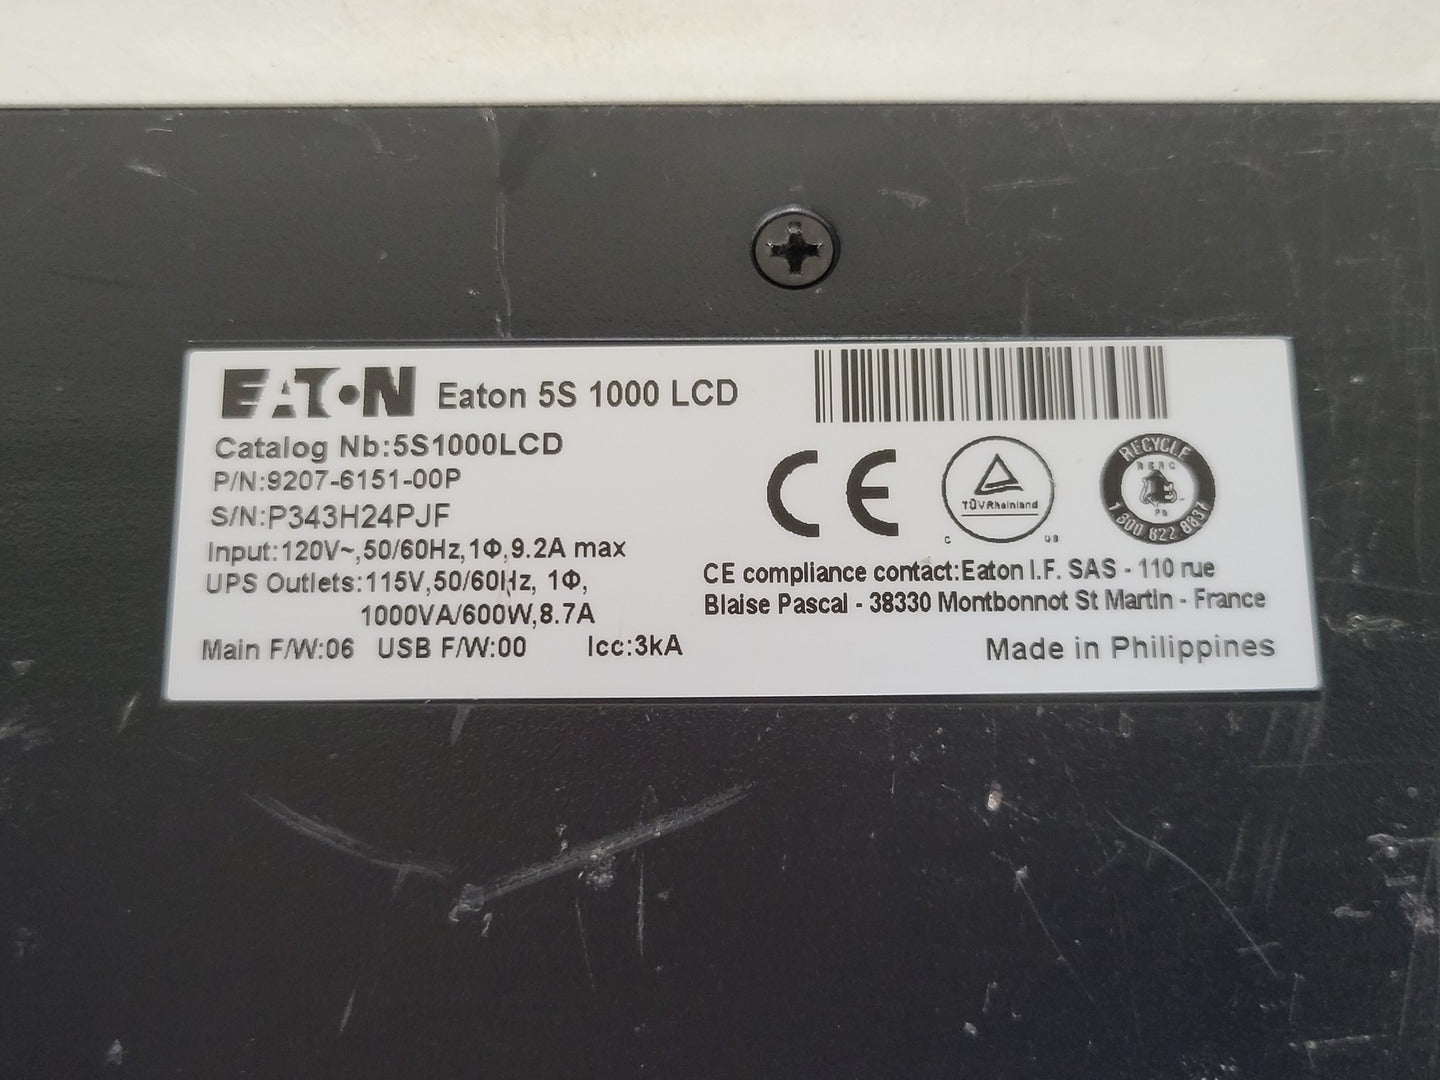 EATON Eaton 5S 1000 LCD
Catalog Nb:5S1000LCD
P/N:9207-6151-00P
S/N:P343H24PJF
Input:120V~,50/60Hz,1Φ,9.2A max
UPS Outlets:115V,50/60Hz, 1Φ,
1000VA/600W,8.7A
Main F/W:06 USB F/W:00 Icc:3kA
CE
TÜVRheinland
C US
RECYCLE
RBRC
Pb
1 800 822 8837
CE compliance contact:Eaton I.F. SAS - 110 rue
Blaise Pascal - 38330 Montbonnot St Martin - France
Made in Philippines